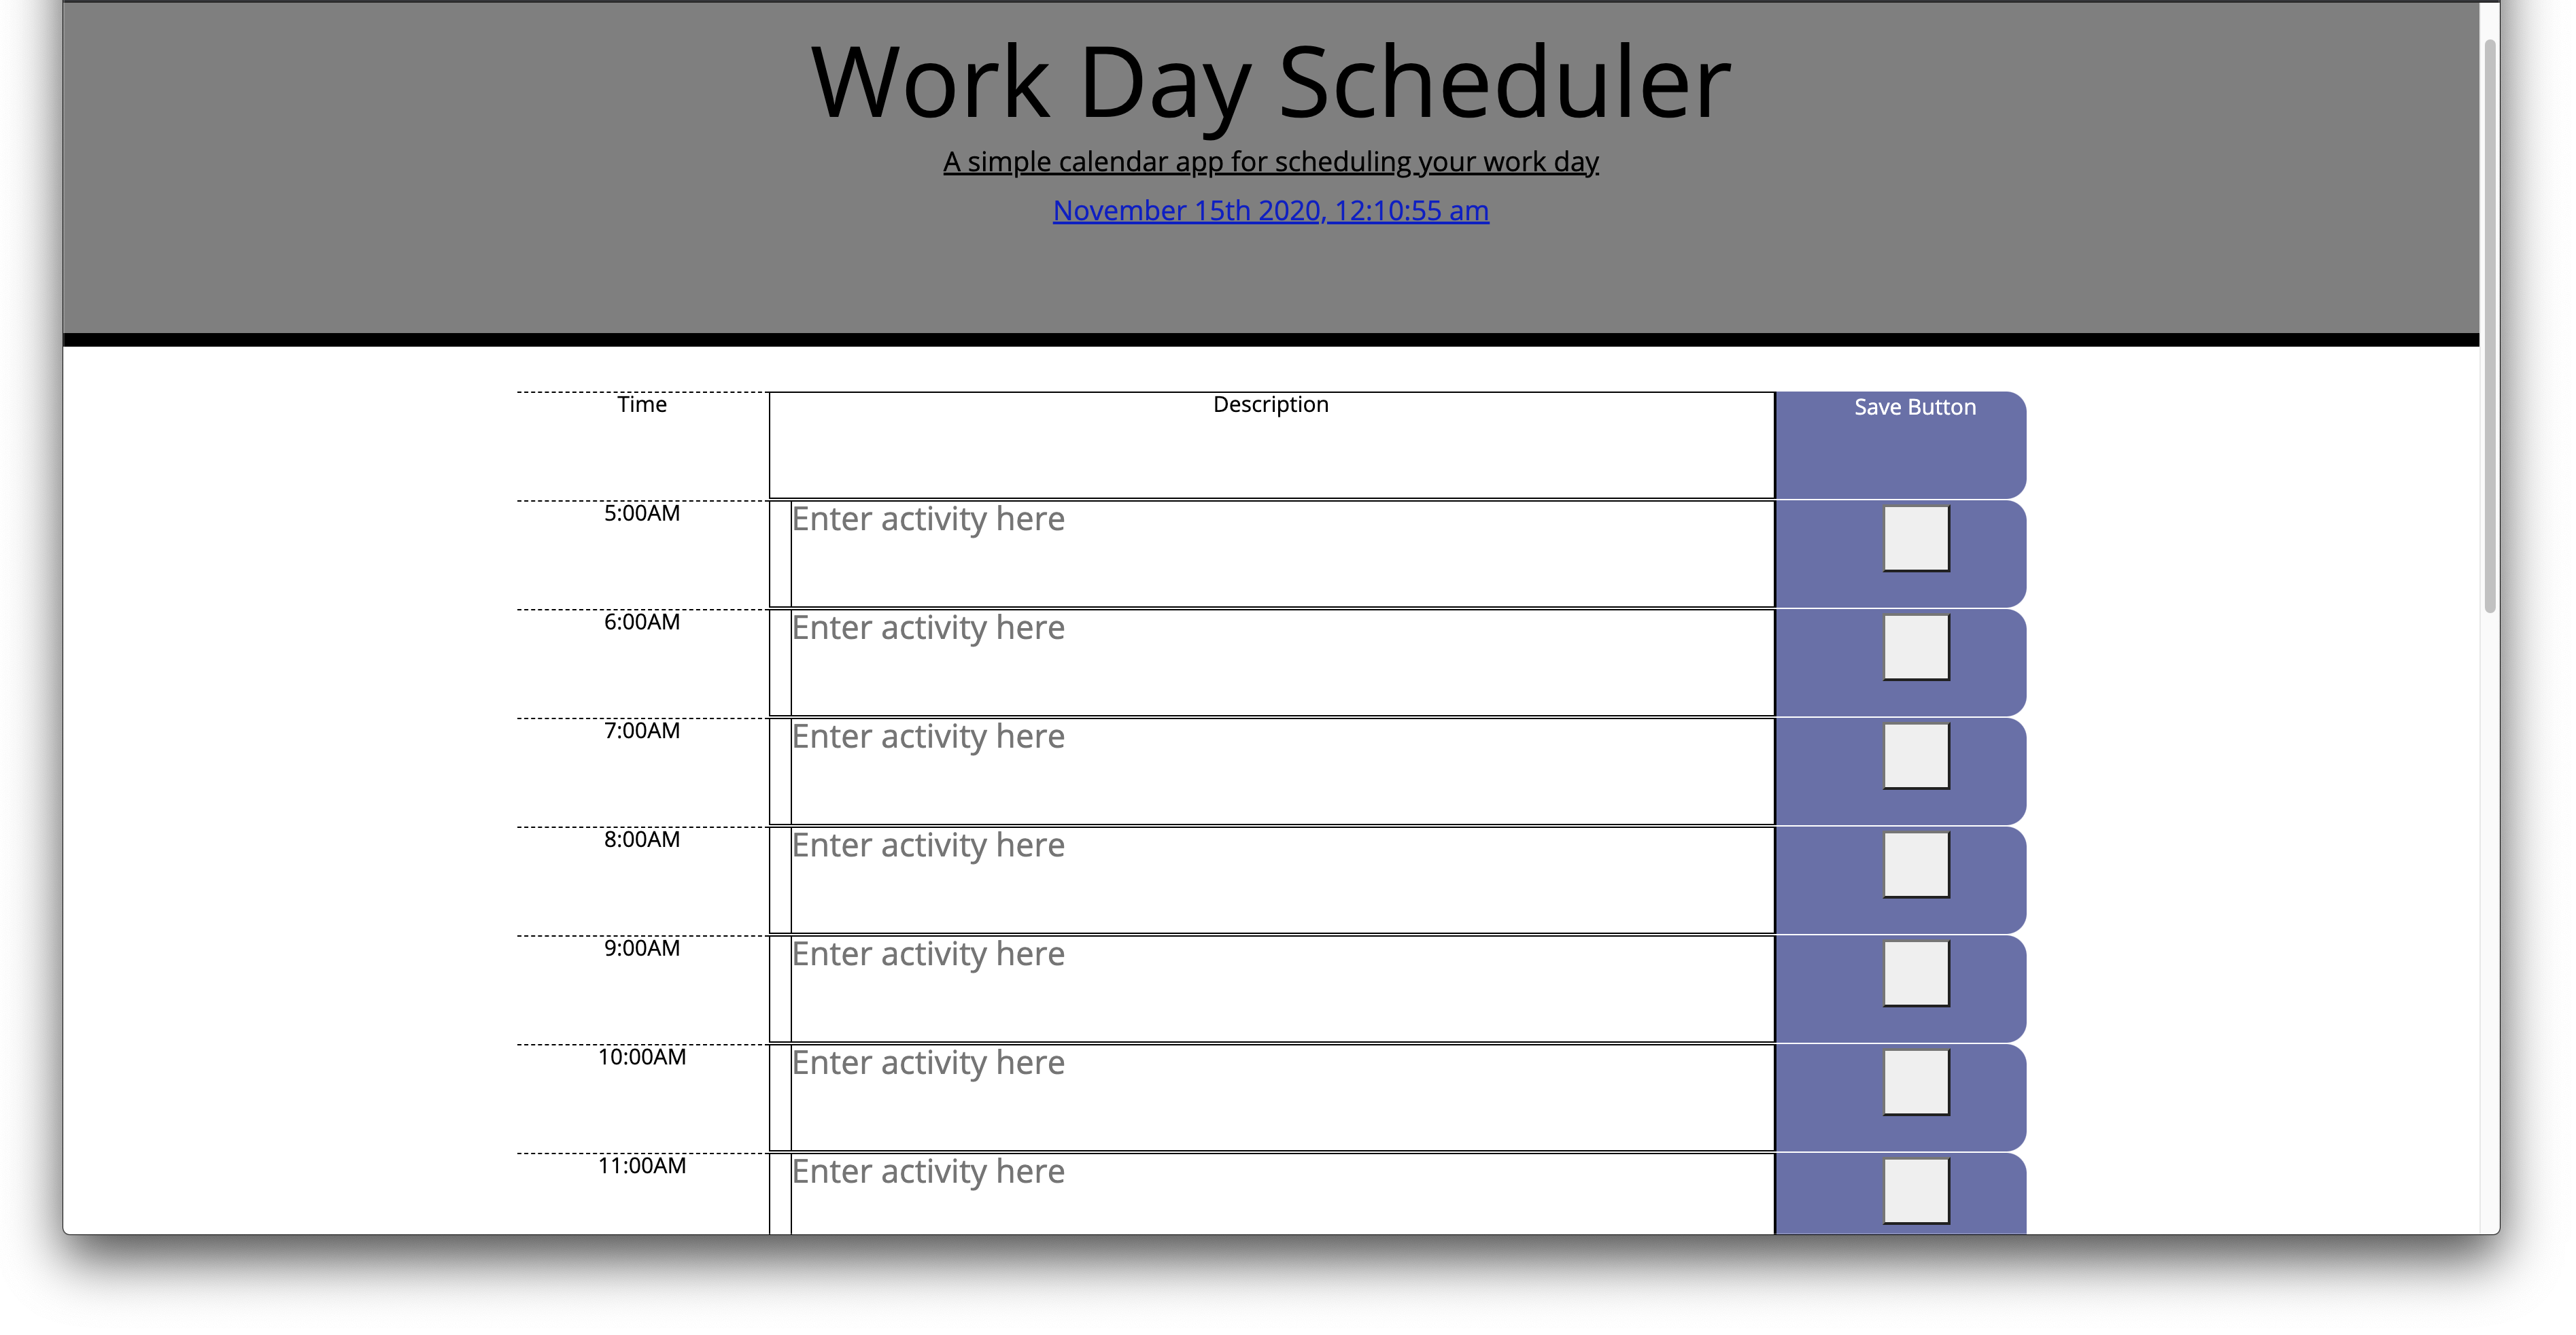 Work Day Scheduler
A simple calendar app for scheduling your work day
November 15th 2020, 12:10:55 am
Time Description Save Button
5:00AM Enter activity here
6:00AM Enter activity here
7:00AM Enter activity here
8:00AM Enter activity here
9:00AM Enter activity here
10:00AM Enter activity here
11:00AM Enter activity here